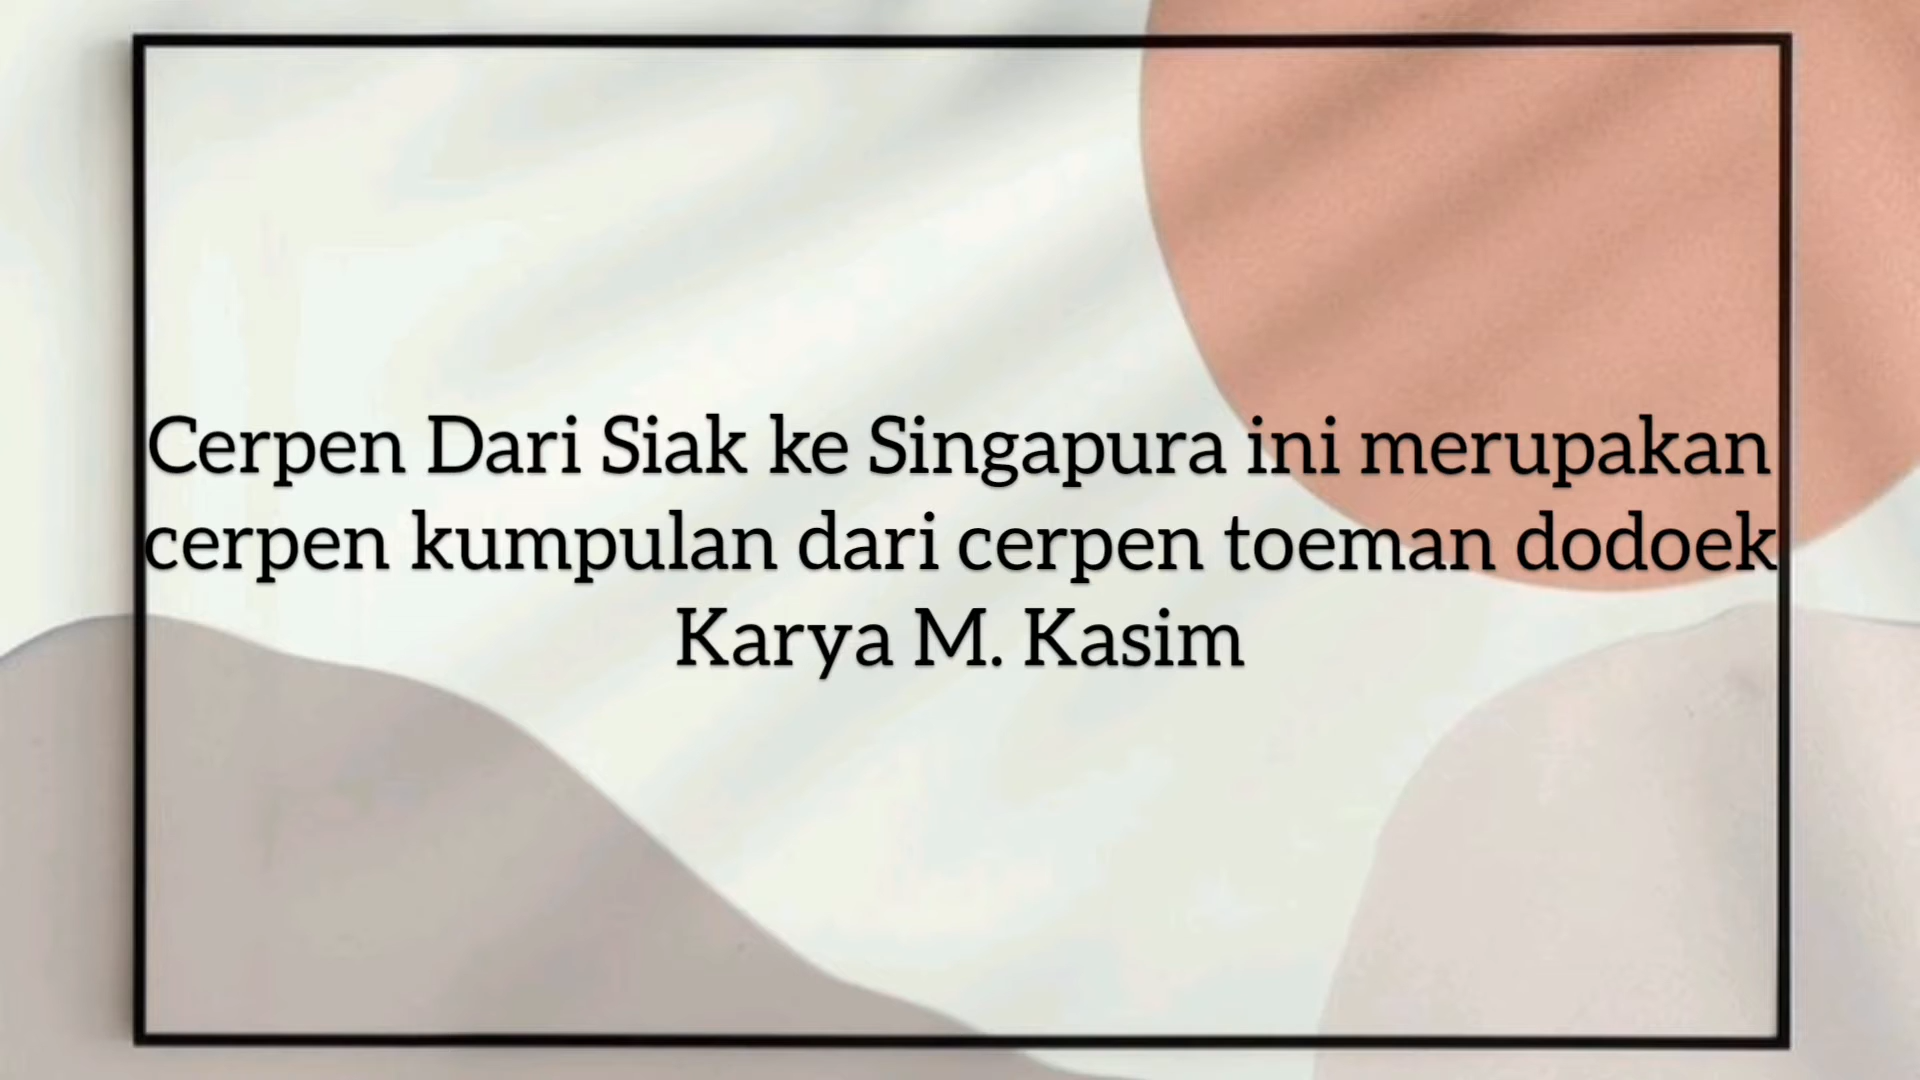 Cerpen Dari Siak ke Singapura ini merupakan
cerpen kumpulan dari cerpen toeman dodoek
Karya M. Kasim